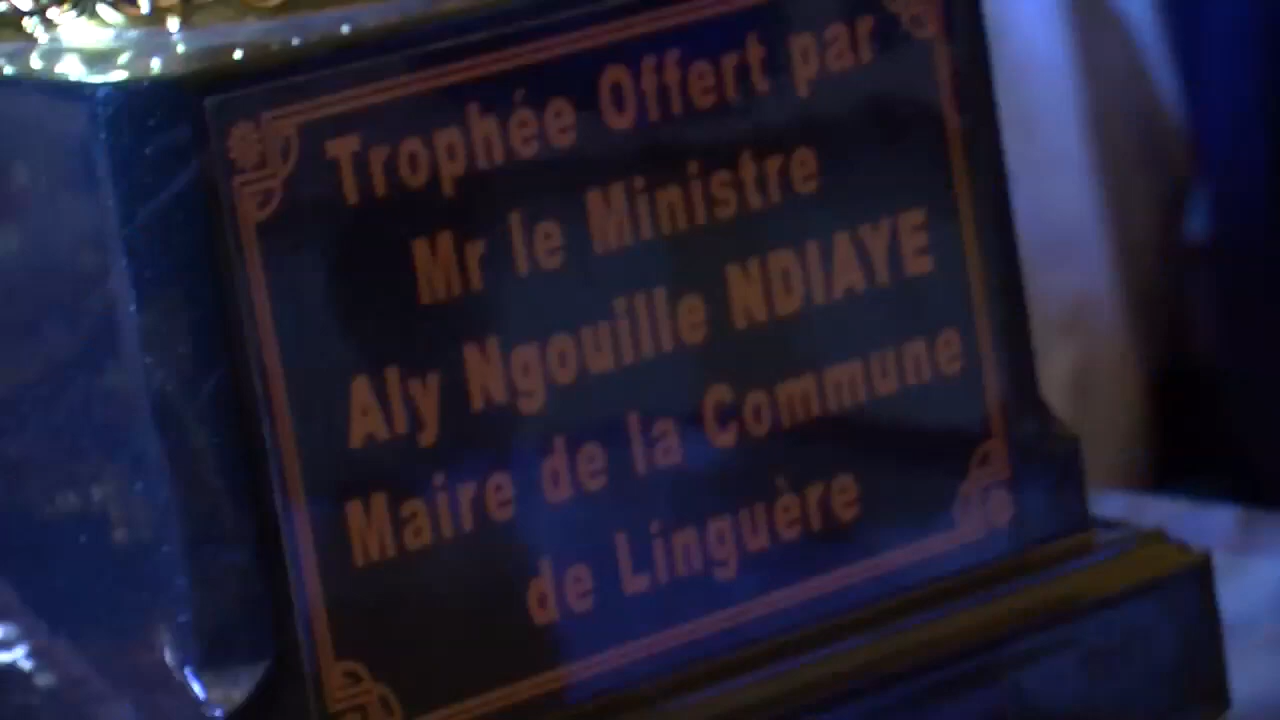 Trophée Offert par
Mr le Ministre
Aly Ngouille NDIAYE
Maire de la Commune
de Linguère